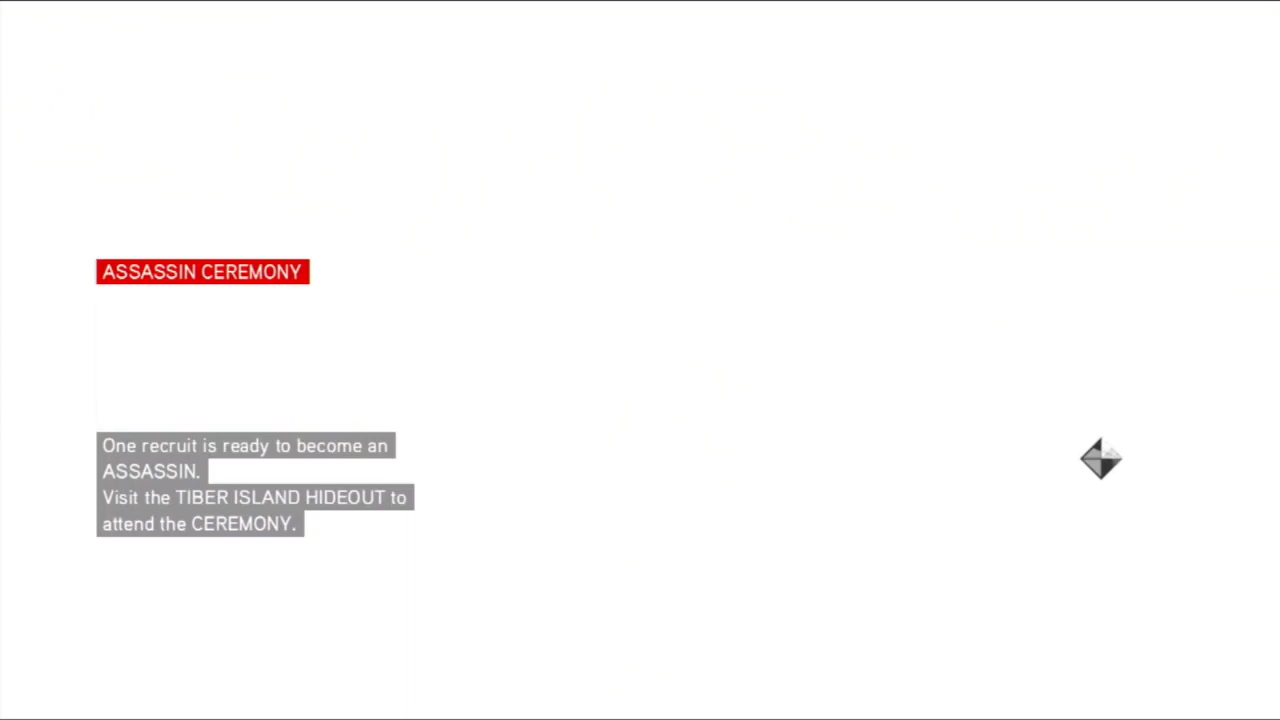 ASSASSIN CEREMONY
One recruit is ready to become an
ASSASSIN.
Visit the TIBER ISLAND HIDEOUT to
attend the CEREMONY.